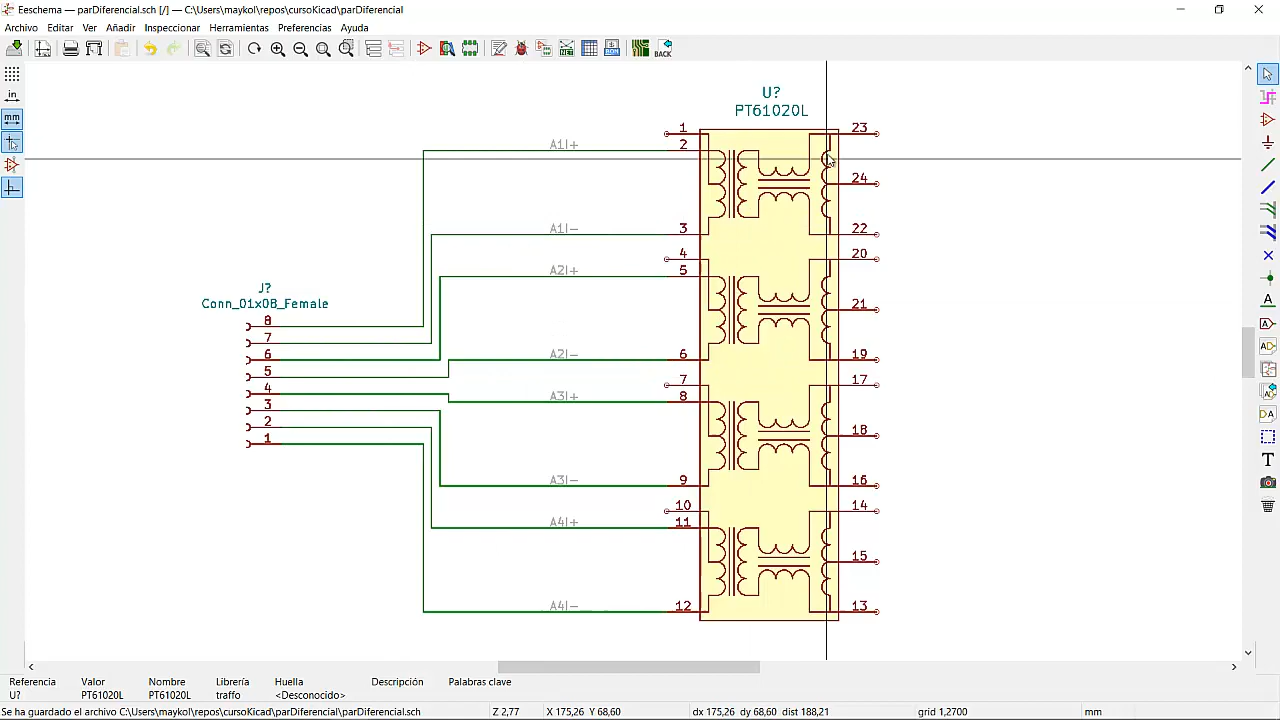 Eeschema — parDiferencial.sch [/] — C:\Users\maykol\repos\cursoKicad\parDiferencial
Archivo Editar Ver Añadir Inspeccionar Herramientas Preferencias Ayuda
BACK
in
mm
U?
PT61020L
1
23
A1I+
2
24
A1I-
3
22
4
20
A2I+
5
21
J?
Conn_01x08_Female
8
7
6
5
4
3
2
1
A2I-
6
19
7
17
A3I+
8
18
A3I-
9
16
10
14
A4I+
11
15
A4I-
12
13
A
T
Referencia Valor Nombre Librería Huella Descripción Palabras clave
U? PT61020L PT61020L traffo <Desconocido>
Se ha guardado el archivo C:\Users\maykol\repos\cursoKicad\parDiferencial\parDiferencial.sch Z 2,77 X 175,26 Y 68,60 dx 175,26 dy 68,60 dist 188,21 grid 1,2700 mm